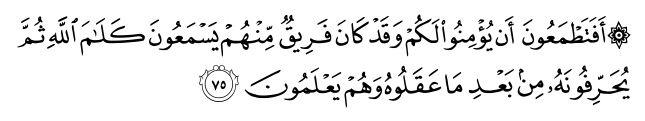 ۞ أَفَتَطْمَعُونَ أَن يُؤْمِنُوا۟ لَكُمْ وَقَدْ كَانَ فَرِيقٌ مِّنْهُمْ يَسْمَعُونَ كَلَٰمَ ٱللَّهِ ثُمَّ
يُحَرِّفُونَهُۥ مِنۢ بَعْدِ مَا عَقَلُوهُ وَهُمْ يَعْلَمُونَ ٧٥